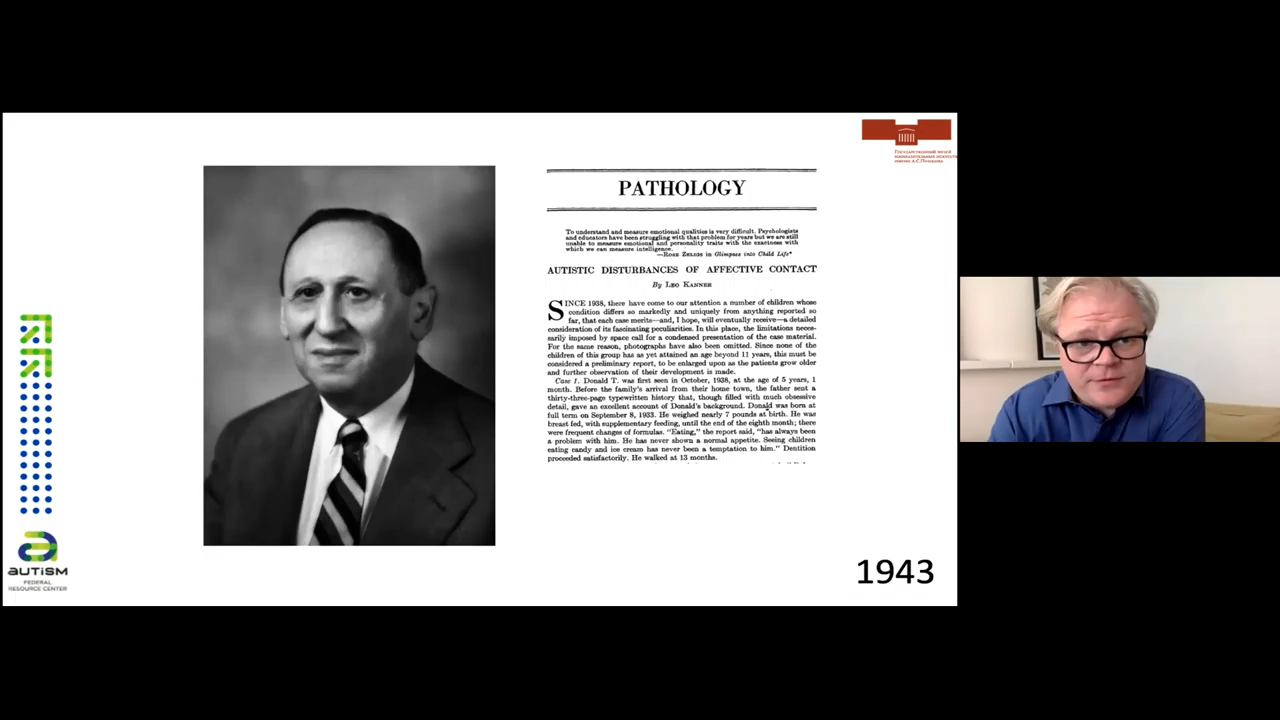 ГОСУДАРСТВЕННЫЙ МУЗЕЙ
ИЗОБРАЗИТЕЛЬНЫХ ИСКУССТВ
ИМЕНИ А.С.ПУШКИНА
PATHOLOGY
To understand and measure emotional qualities is very difficult. Psychologists
and educators have been struggling with that problem for years but we are still
unable to measure emotional and personality traits with the exactness with
which we can measure intelligence.
—ROSE ZELIGS in Glimpses into Child Life*
AUTISTIC DISTURBANCES OF AFFECTIVE CONTACT
By LEO KANNER
SINCE 1938, there have come to our attention a number of children whose
condition differs so markedly and uniquely from anything reported so
far, that each case merits—and, I hope, will eventually receive—a detailed
consideration of its fascinating peculiarities. In this place, the limitations neces-
sarily imposed by space call for a condensed presentation of the case material.
For the same reason, photographs have also been omitted. Since none of the
children of this group has as yet attained an age beyond 11 years, this must be
considered a preliminary report, to be enlarged upon as the patients grow older
and further observation of their development is made.
Case 1. Donald T. was first seen in October, 1938, at the age of 5 years, 1
month. Before the family's arrival from their home town, the father sent a
thirty-three-page typewritten history that, though filled with much obsessive
detail, gave an excellent account of Donald's background. Donald was born at
full term on September 8, 1933. He weighed nearly 7 pounds at birth. He was
breast fed, with supplementary feeding, until the end of the eighth month; there
were frequent changes of formulas. "Eating," the report said, "has always been
a problem with him. He has never shown a normal appetite. Seeing children
eating candy and ice cream has never been a temptation to him." Dentition
proceeded satisfactorily. He walked at 13 months.
AUTISM
FEDERAL
RESOURCE CENTER
1943